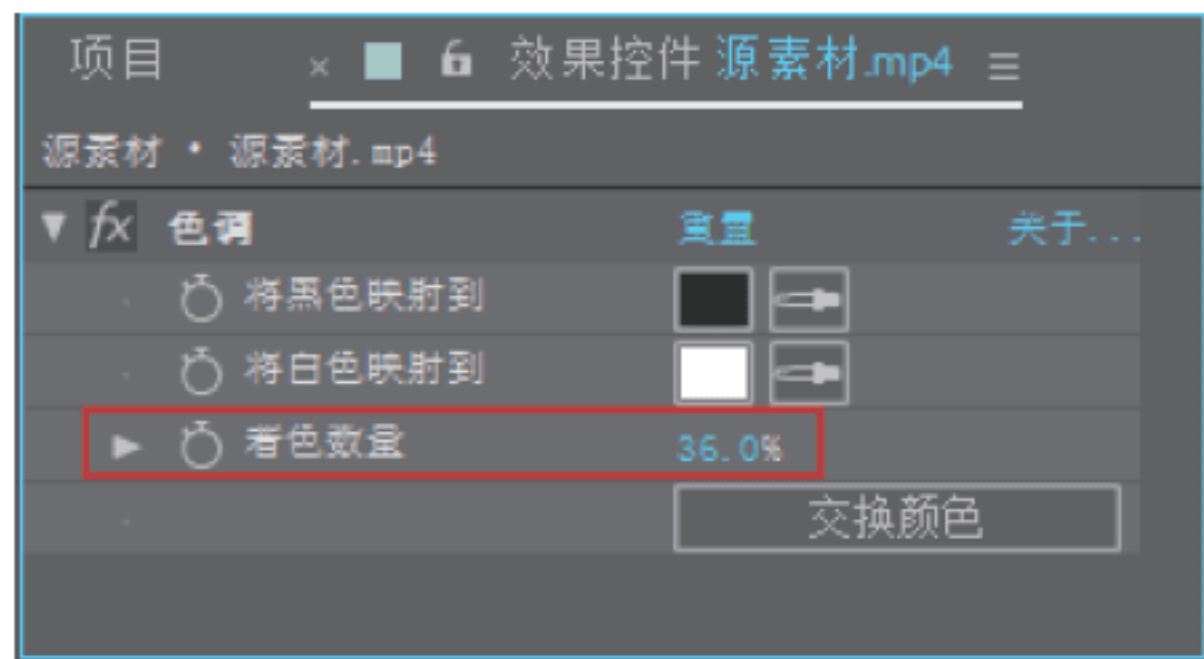 项目 × 效果控件 源素材.mp4 ☰
源素材 • 源素材.mp4
▼ fx 色调 重置 关于...
将黑色映射到
将白色映射到
▶ 着色数量 36.0%
交换颜色